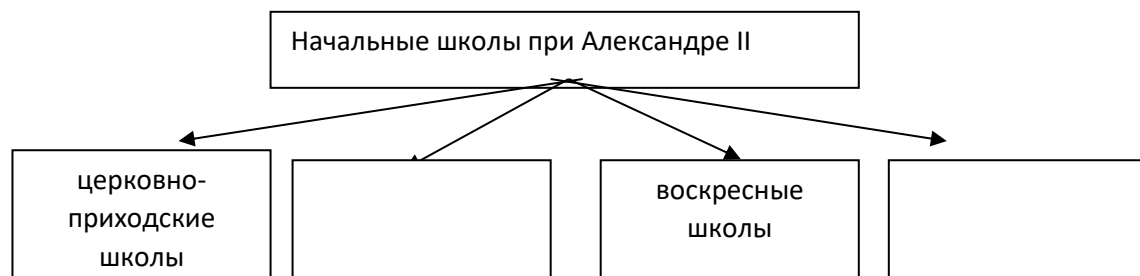 Начальные школы при Александре II
церковно-
приходские
школы
воскресные
школы